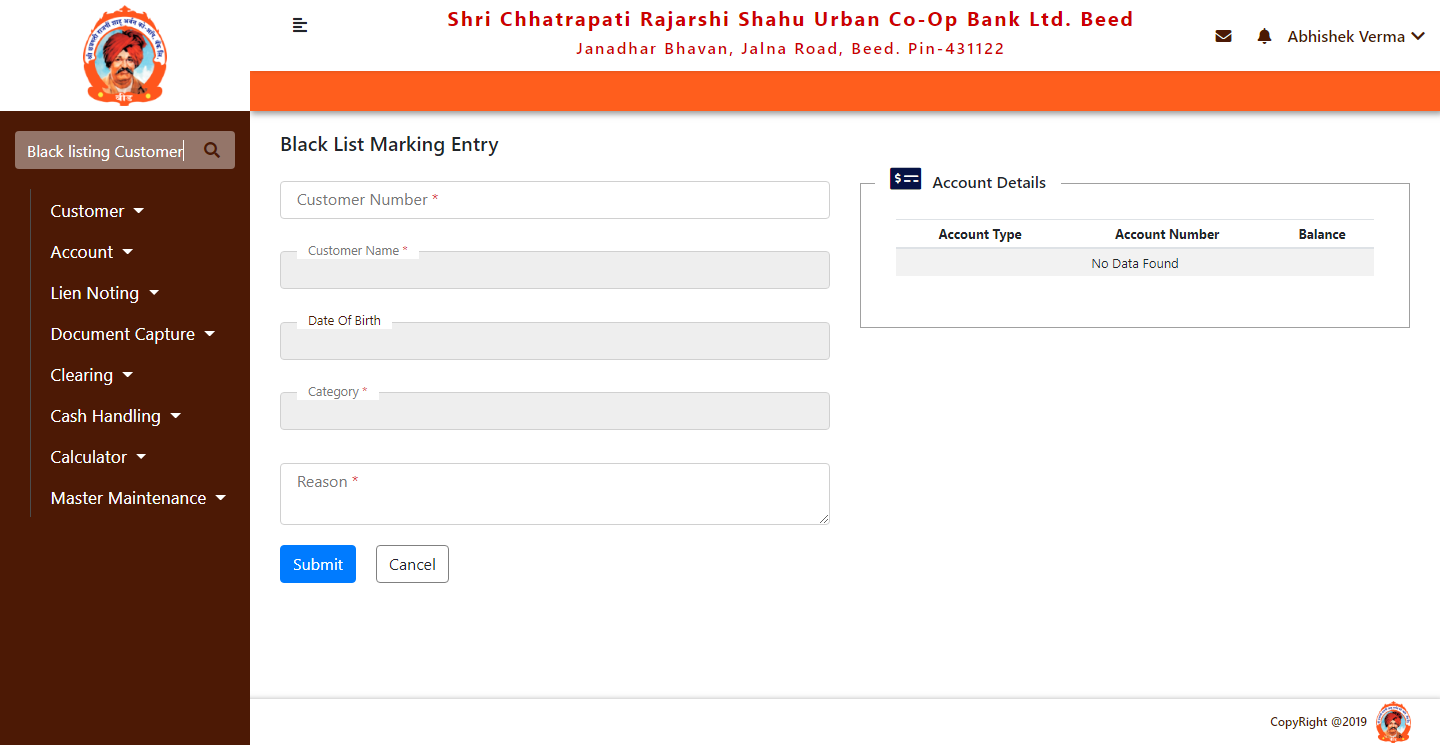 Shri Chhatrapati Rajarshi Shahu Urban Co-Op Bank Ltd. Beed
Janadhar Bhavan, Jalna Road, Beed. Pin-431122
Abhishek Verma
बीड
Black listing Customer
Customer
Account
Lien Noting
Document Capture
Clearing
Cash Handling
Calculator
Master Maintenance
Black List Marking Entry
Customer Number *
Customer Name *
Date Of Birth
Category *
Reason *
Submit Cancel
$
Account Details
Account Type Account Number Balance
No Data Found
CopyRight @2019